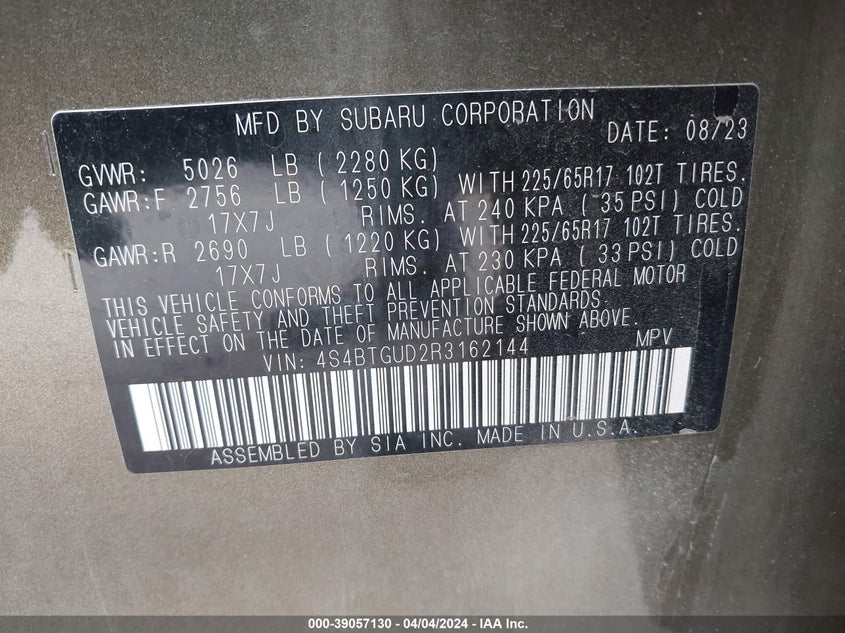 MFD BY SUBARU CORPORATION DATE: 08/23
GVWR: 5026 LB ( 2280 KG)
GAWR:F 2756 LB ( 1250 KG) WITH 225/65R17 102T TIRES.
17X7J RIMS. AT 240 KPA ( 35 PSI) COLD
GAWR:R 2690 LB ( 1220 KG) WITH 225/65R17 102T TIRES.
17X7J RIMS. AT 230 KPA ( 33 PSI) COLD
THIS VEHICLE CONFORMS TO ALL APPLICABLE FEDERAL MOTOR
VEHICLE SAFETY AND THEFT PREVENTION STANDARDS.
IN EFFECT ON THE DATE OF MANUFACTURE SHOWN ABOVE.
VIN: 4S4BTGUD2R3162144 MPV
ASSEMBLED BY SIA INC. MADE IN U.S.A.
000-39057130 - 04/04/2024 - IAA Inc.